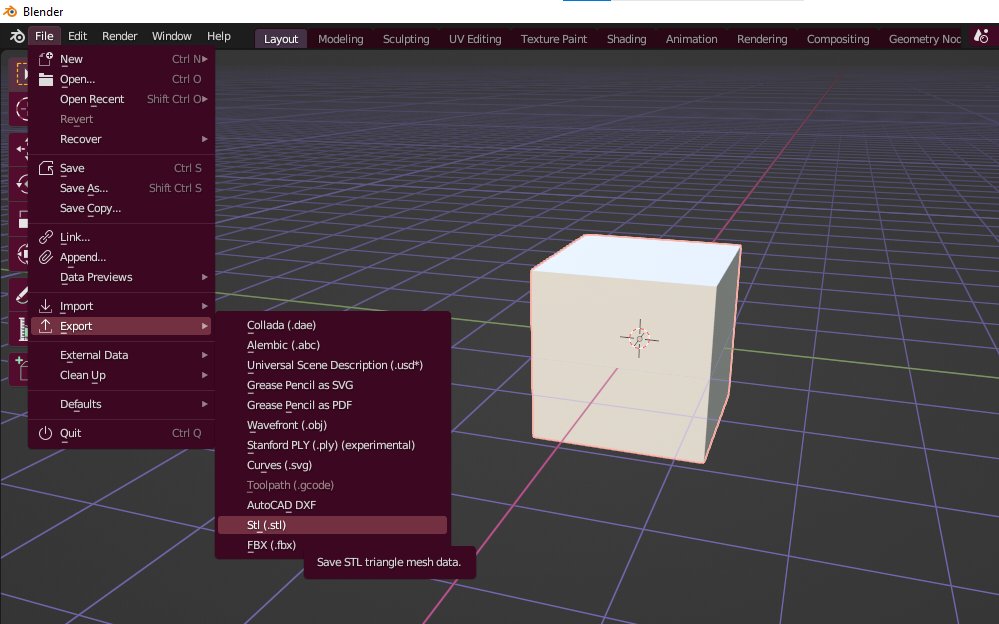 Blender
File Edit Render Window Help Layout Modeling Sculpting UV Editing Texture Paint Shading Animation Rendering Compositing Geometry Nod
New Ctrl N
Open... Ctrl O
Open Recent Shift Ctrl O
Revert
Recover
Save Ctrl S
Save As... Shift Ctrl S
Save Copy...
Link...
Append...
Data Previews
Import
Export
External Data
Clean Up
Defaults
Quit Ctrl Q
Collada (.dae)
Alembic (.abc)
Universal Scene Description (.usd*)
Grease Pencil as SVG
Grease Pencil as PDF
Wavefront (.obj)
Stanford PLY (.ply) (experimental)
Curves (.svg)
Toolpath (.gcode)
AutoCAD DXF
Stl (.stl)
FBX (.fbx)
Save STL triangle mesh data.